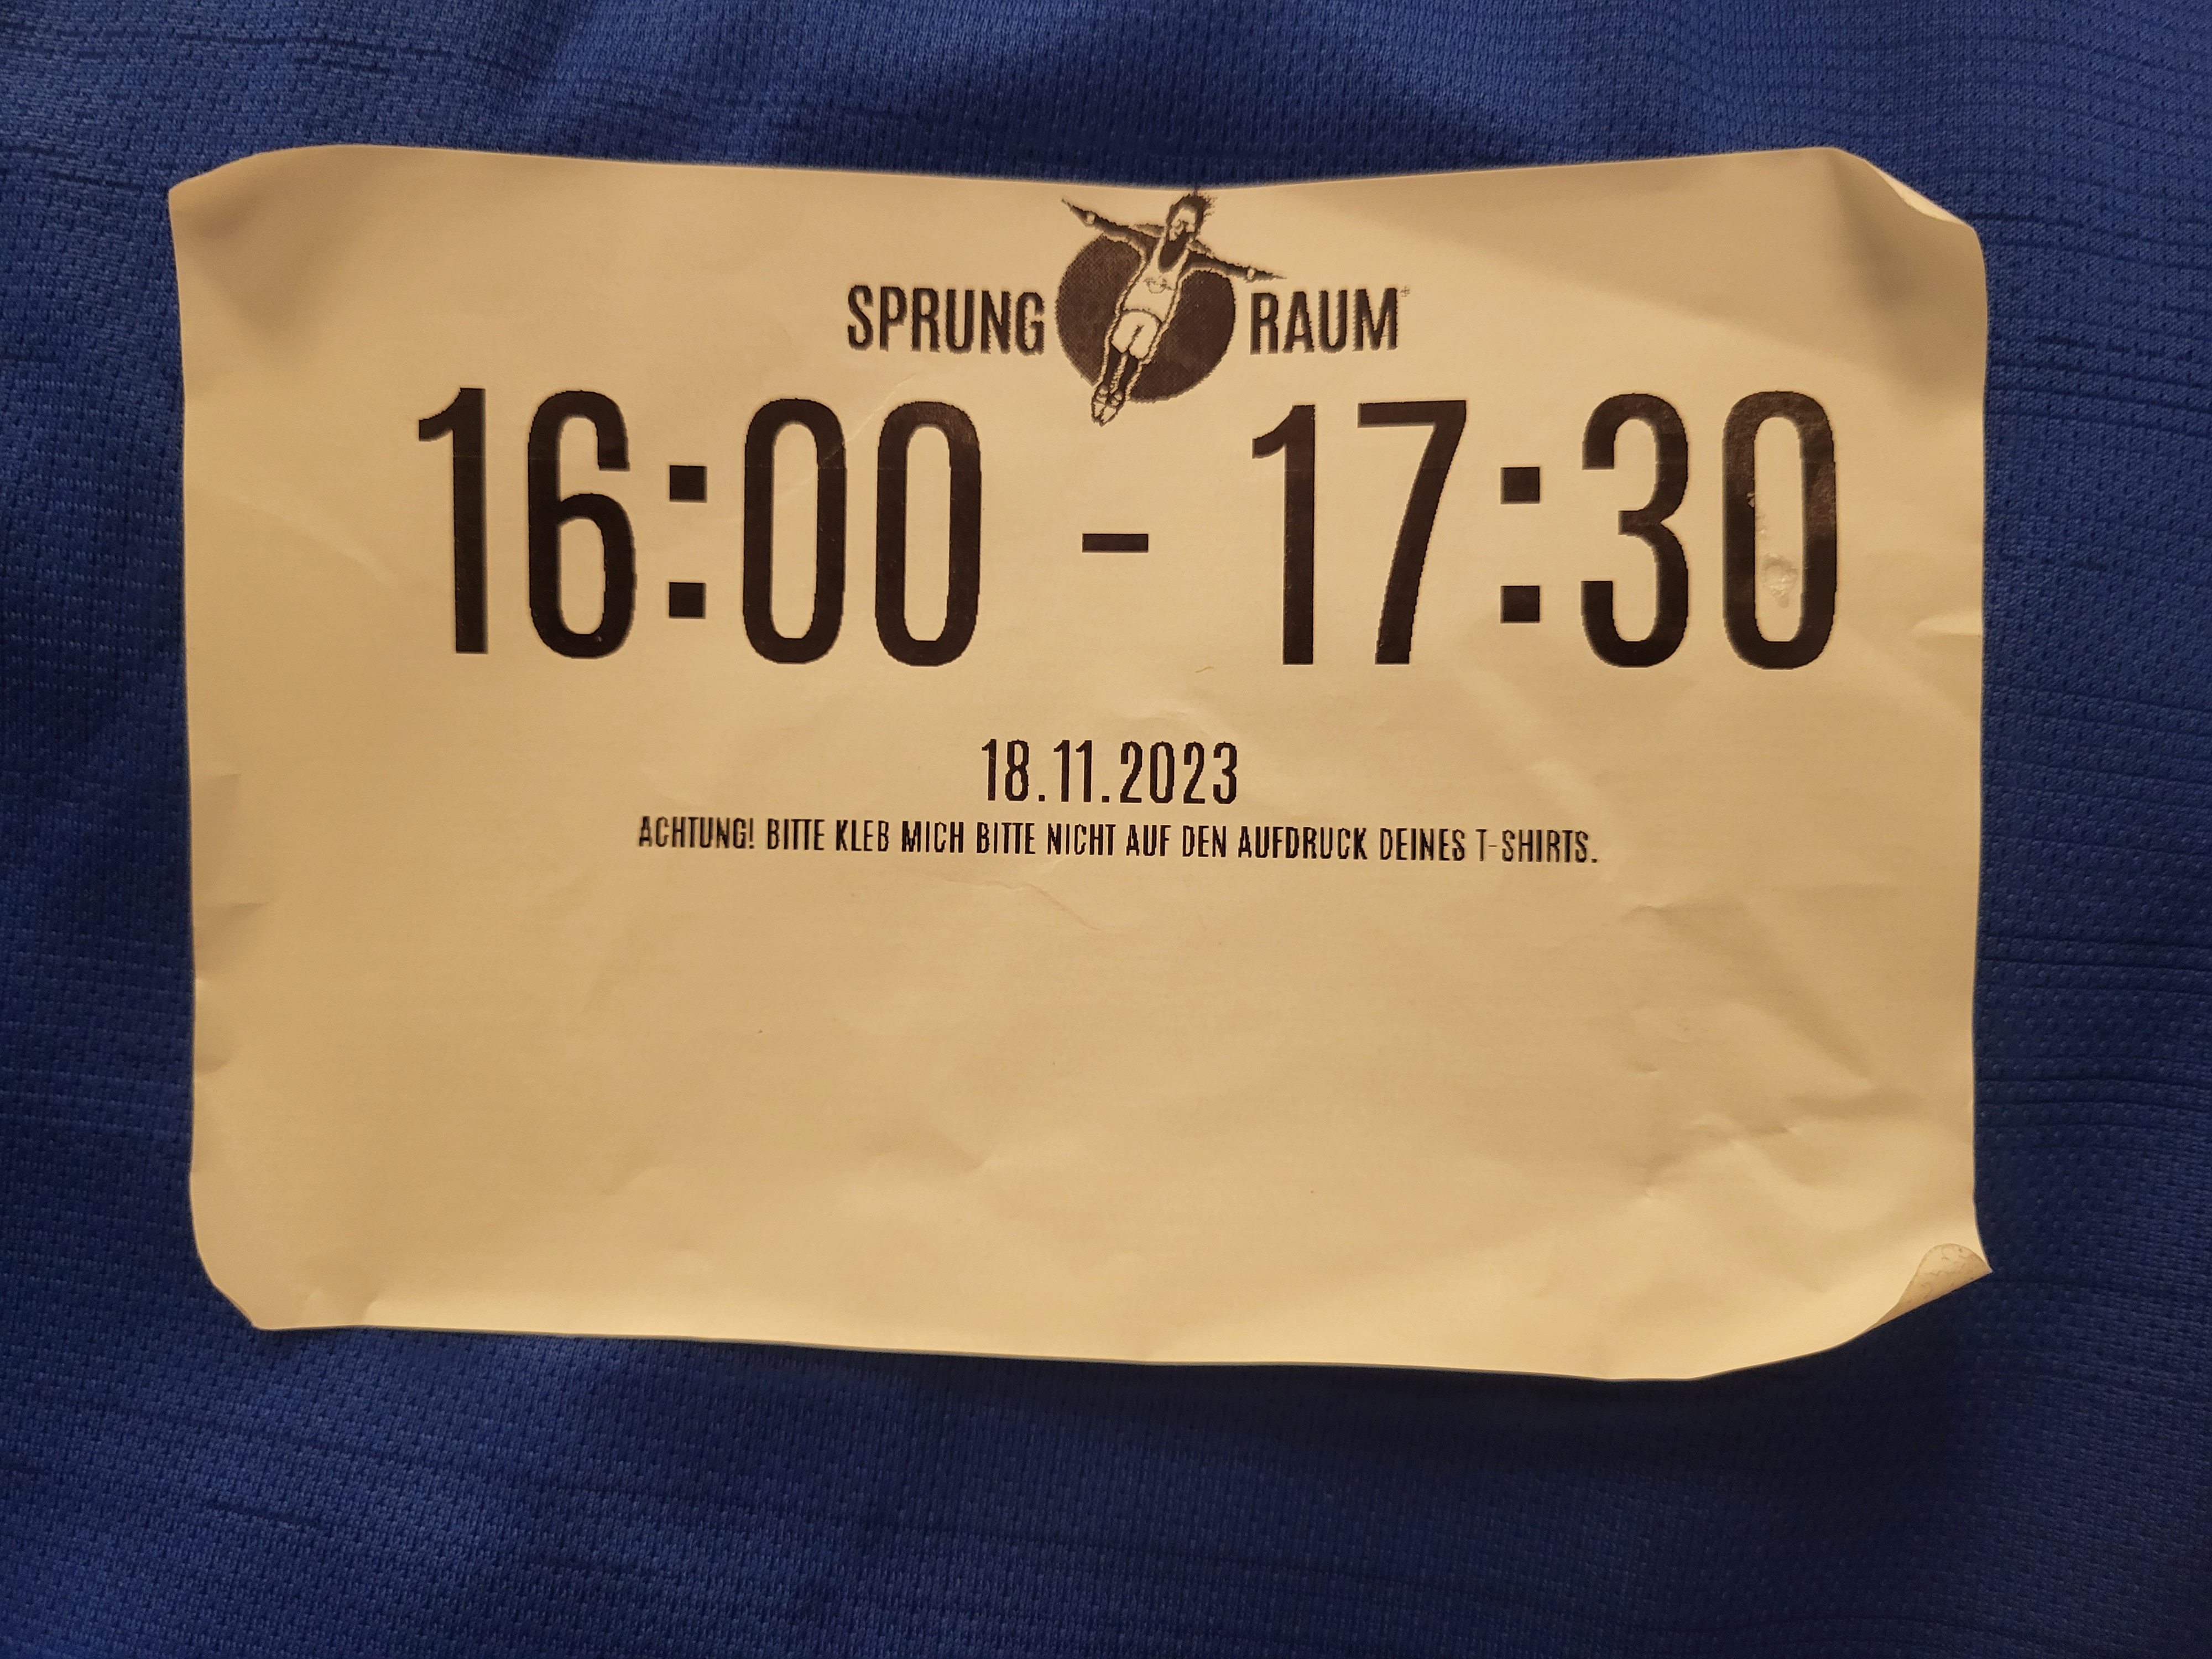 SPRUNG RAUM
16:00 - 17:30
18.11.2023
ACHTUNG! BITTE KLEB MICH BITTE NICHT AUF DEN AUFDRUCK DEINES T-SHIRTS.